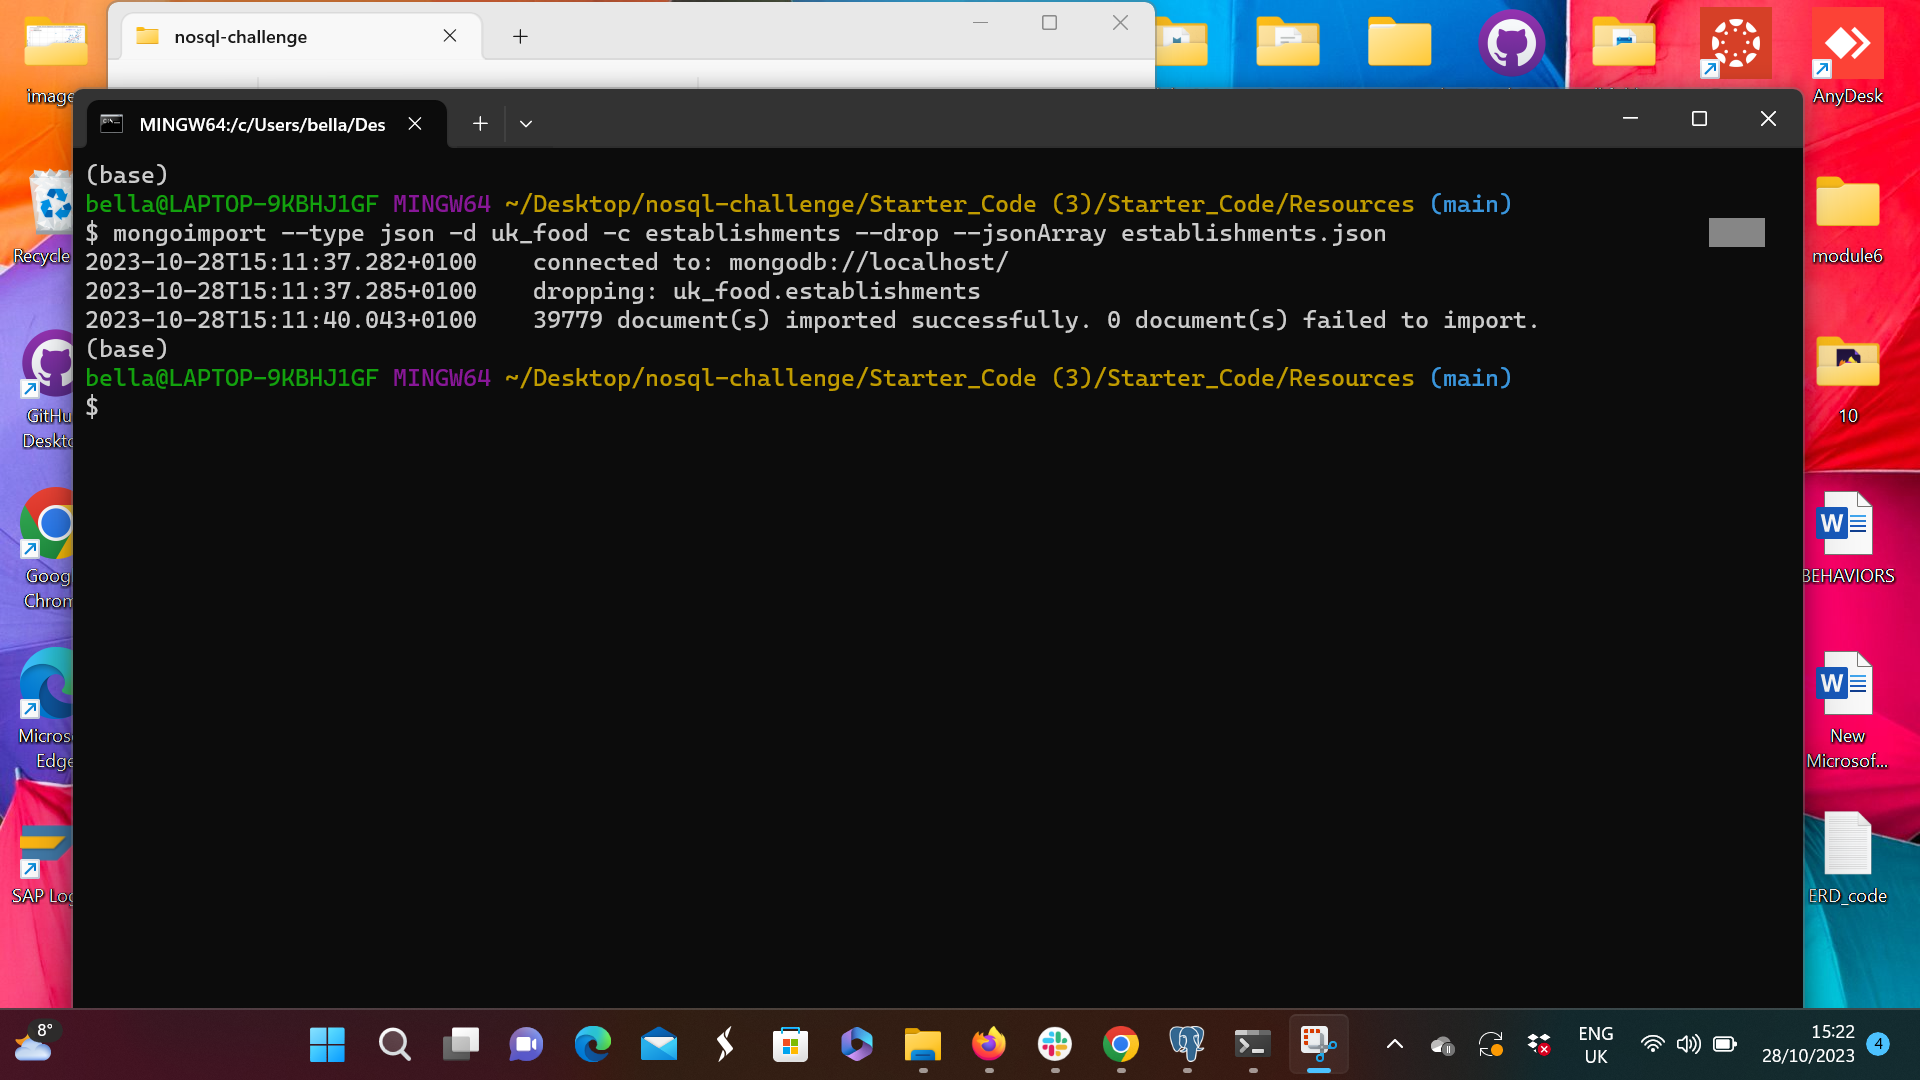 nosql-challenge
image
AnyDesk
MINGW64:/c/Users/bella/Des
(base)
bella@LAPTOP-9KBHJ1GF MINGW64 ~/Desktop/nosql-challenge/Starter_Code (3)/Starter_Code/Resources (main)
$ mongoimport --type json -d uk_food -c establishments --drop --jsonArray establishments.json
2023-10-28T15:11:37.282+0100    connected to: mongodb://localhost/
2023-10-28T15:11:37.285+0100    dropping: uk_food.establishments
2023-10-28T15:11:40.043+0100    39779 document(s) imported successfully. 0 document(s) failed to import.
(base)
bella@LAPTOP-9KBHJ1GF MINGW64 ~/Desktop/nosql-challenge/Starter_Code (3)/Starter_Code/Resources (main)
$
Recycle
GitHu
Deskto
Goog
Chrom
Micros
Edge
SAP Log
module6
10
W
BEHAVIORS
W
New
Microsof...
ERD_code
8°
ENG
UK
15:22
28/10/2023
4